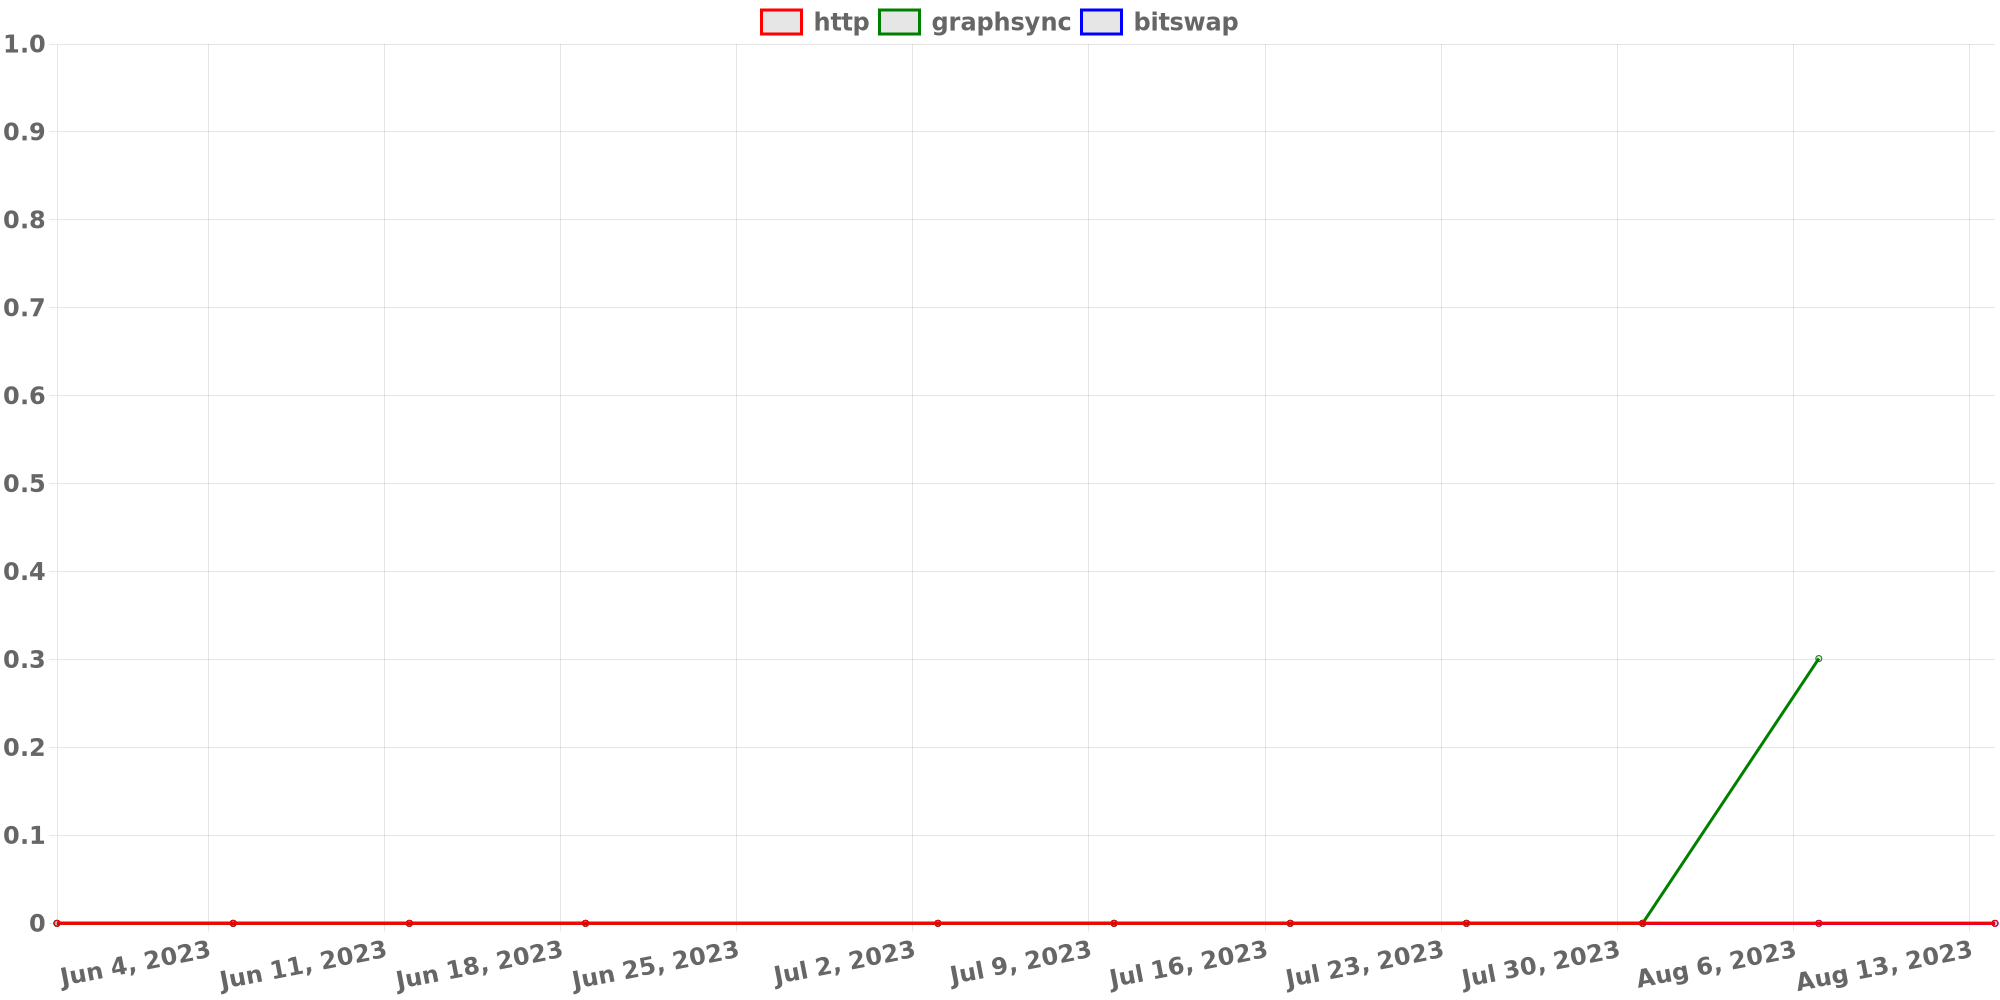 http graphsync bitswap
1.0
0.9
0.8
0.7
0.6
0.5
0.4
0.3
0.2
0.1
0
Jun 4, 2023
Jun 11, 2023
Jun 18, 2023
Jun 25, 2023
Jul 2, 2023
Jul 9, 2023
Jul 16, 2023
Jul 23, 2023
Jul 30, 2023
Aug 6, 2023
Aug 13, 2023